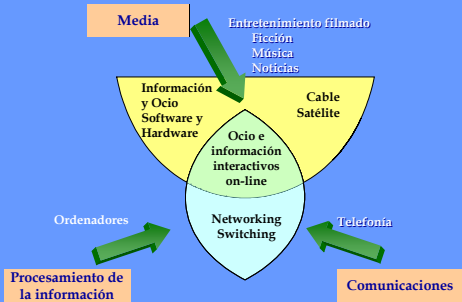 Media
Entretenimiento filmado
Ficción
Música
Noticias
Información
y Ocio
Software y
Hardware
Cable
Satélite
Ocio e
información
interactivos
on-line
Networking
Switching
Ordenadores
Telefonía
Procesamiento de
la información
Comunicaciones